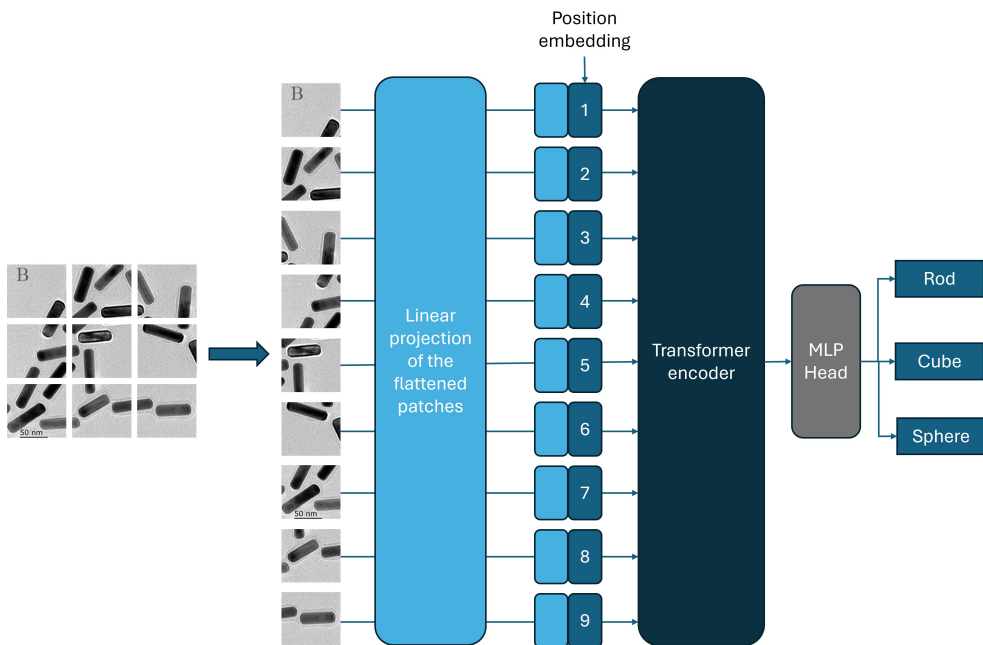 Position
embedding
B
1
2
3
4
5
6
7
50 nm
8
9
B
50 nm
Linear
projection
of the
flattened
patches
Transformer
encoder
MLP
Head
Rod
Cube
Sphere